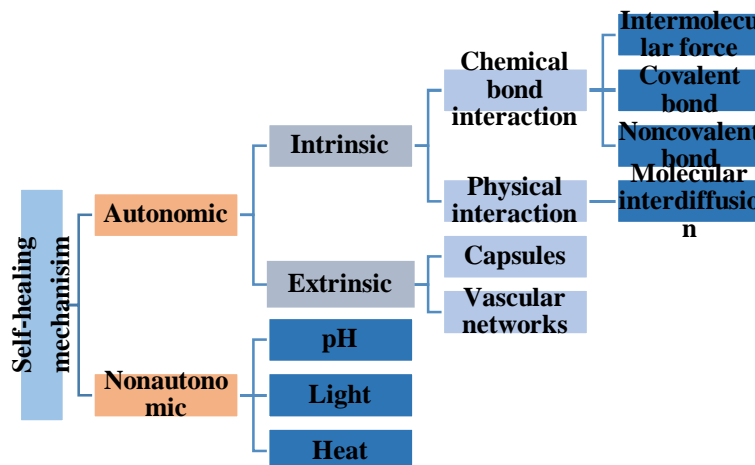 Self-healing
mechanisim
Autonomic
Nonautono
mic
Intrinsic
Extrinsic
pH
Light
Heat
Chemical
bond
interaction
Physical
interaction
Capsules
Vascular
networks
Intermolecu
lar force
Covalent
bond
Noncovalent
bond
Molecular
interdiffusio
n